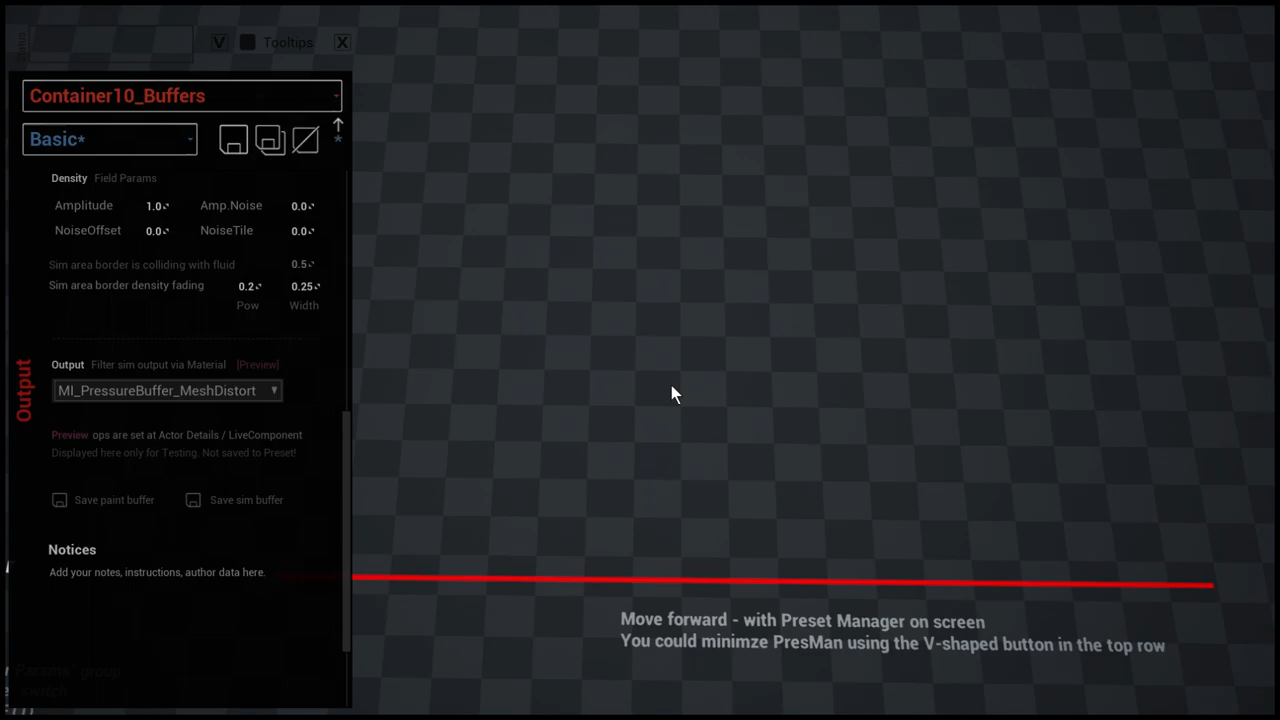 Status
V
Tooltips
X
Container10_Buffers
Basic*
*
Density Field Params
Amplitude 1.0 Amp.Noise 0.0
NoiseOffset 0.0 NoiseTile 0.0
Sim area border is colliding with fluid 0.5
Sim area border density fading 0.2 0.25
Pow Width
Output
Output Filter sim output via Material [Preview]
MI_PressureBuffer_MeshDistort
Preview ops are set at Actor Details / LiveComponent
Displayed here only for Testing. Not saved to Preset!
Save paint buffer Save sim buffer
Notices
Add your notes, instructions, author data here.
Move forward - with Preset Manager on screen
You could minimze PresMan using the V-shaped button in the top row
Params" group
switch